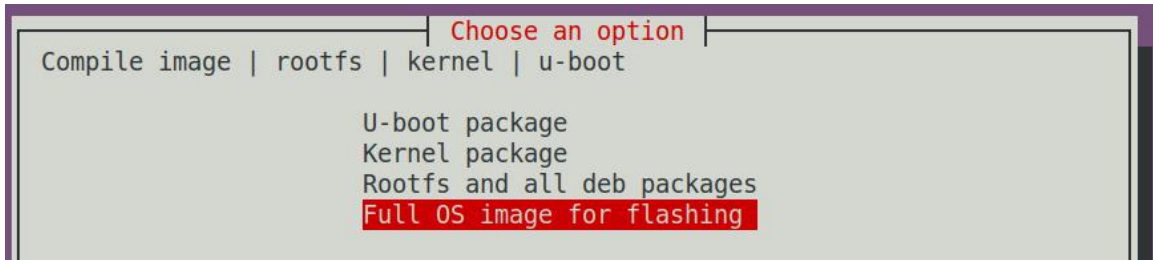 Choose an option
Compile image | rootfs | kernel | u-boot
U-boot package
Kernel package
Rootfs and all deb packages
Full OS image for flashing